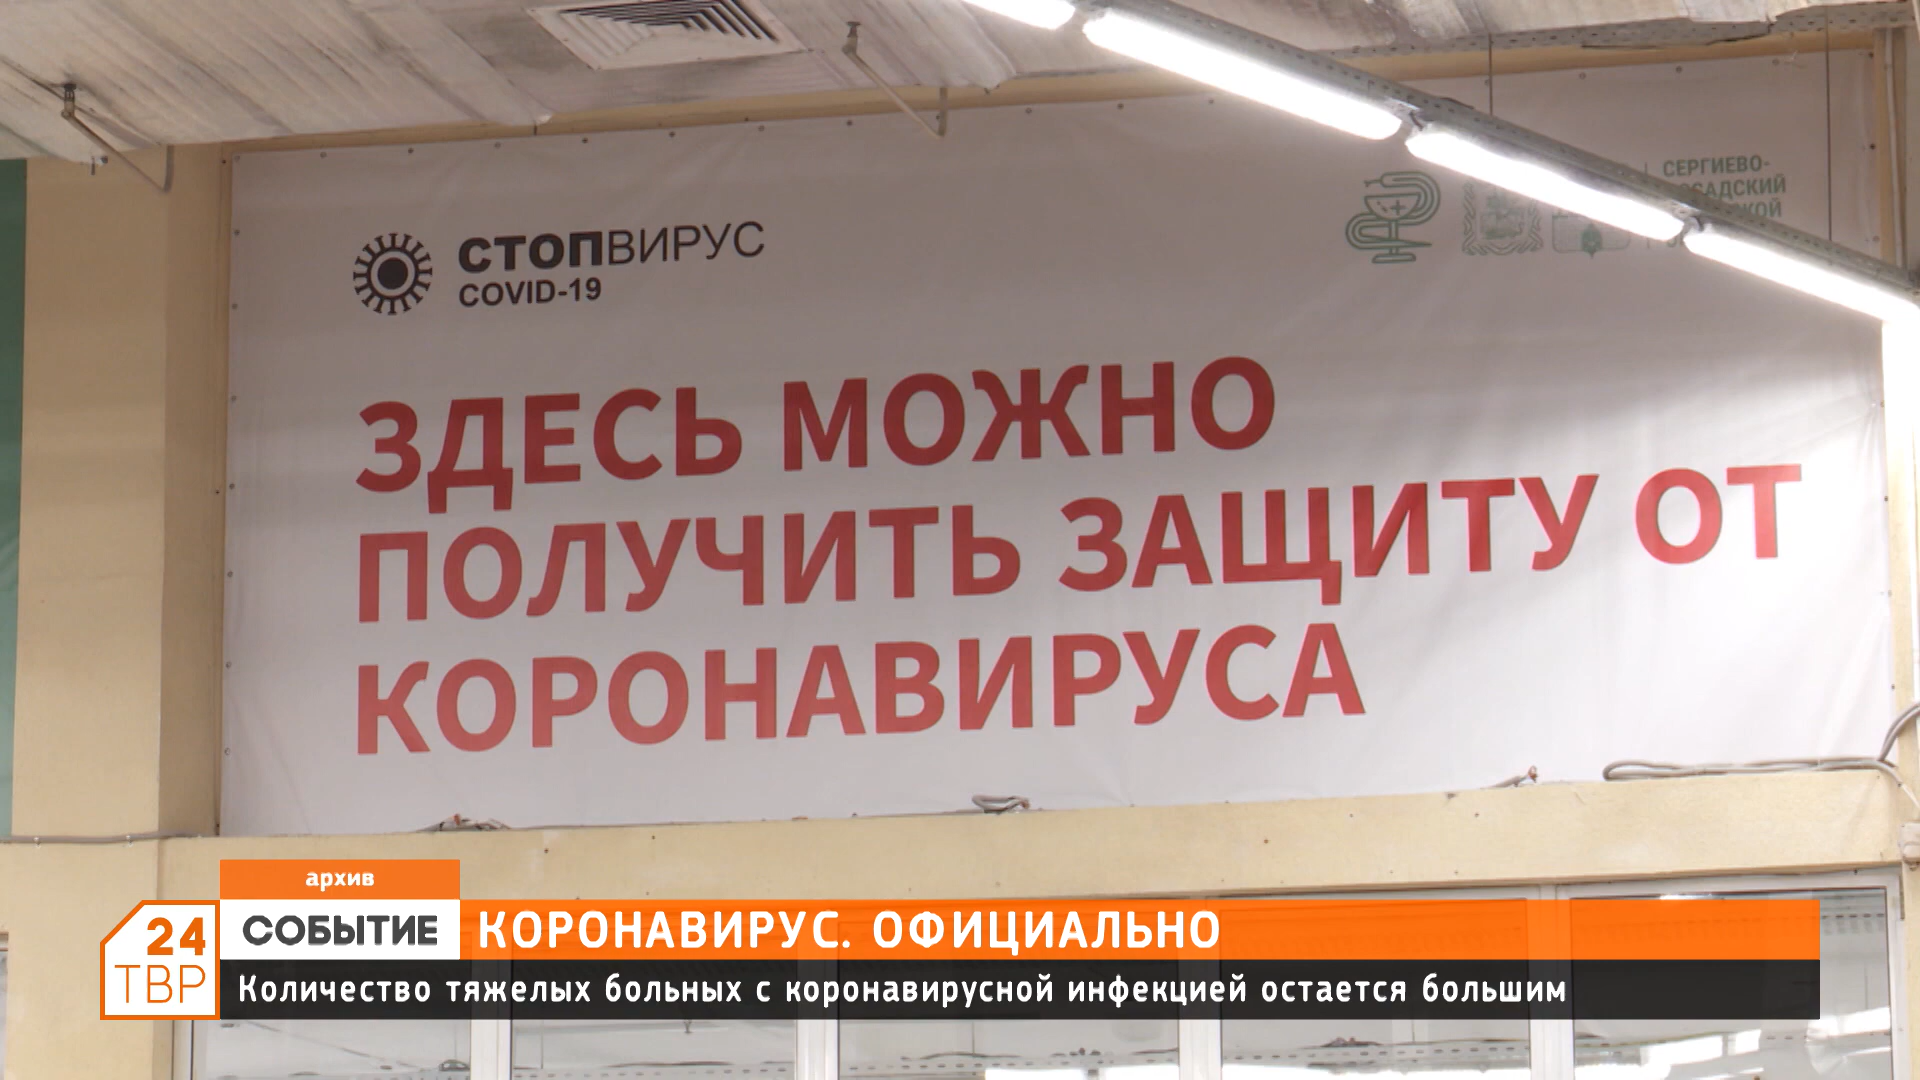 СЕРГИЕВО-
СТОПВИРУС
COVID-19
ЗДЕСЬ МОЖНО
ПОЛУЧИТЬ ЗАЩИТУ ОТ
КОРОНАВИРУСА
архив
24
ТВР
СОБЫТИЕ
КОРОНАВИРУС. ОФИЦИАЛЬНО
Количество тяжелых больных с коронавирусной инфекцией остается большим